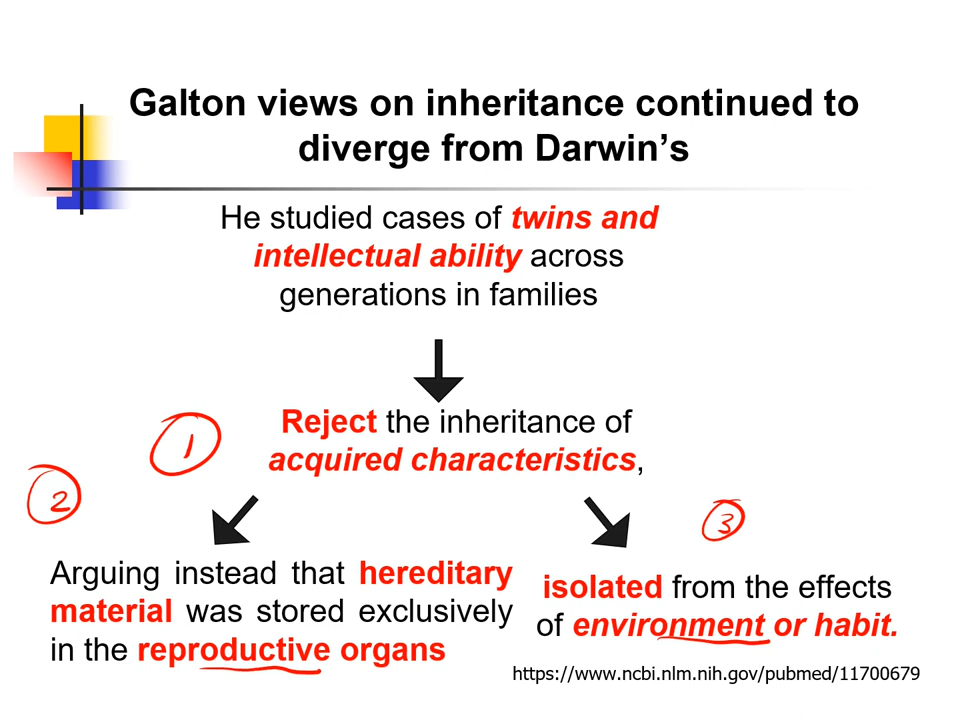 Galton views on inheritance continued to
diverge from Darwin's
He studied cases of twins and
intellectual ability across
generations in families
1
Reject the inheritance of
acquired characteristics,
2
Arguing instead that hereditary
material was stored exclusively
in the reproductive organs
3
isolated from the effects
of environment or habit.
https://www.ncbi.nlm.nih.gov/pubmed/11700679